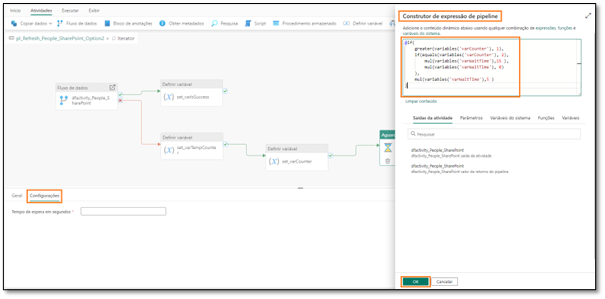 Início Atividades Executar Exibir
Copiar dados Fluxo de dados Bloco de anotações Obter metadados Pesquisar Script Procedimento armazenado Definir variável
pl_Refresh_People_SharePoint_Option2 > iterator
Fluxo de dados
dfactivity_People_S
harePoint
Definir variável
set_varIsSuccess
Definir variável
set_varTempCounte
r
Definir variável
set_varCounter
Geral Configurações
Tempo de espera em segundos *
Construtor de expressão de pipeline
Adicione o conteúdo dinâmico abaixo usando qualquer combinação de expressões, funções e
variáveis do sistema.
@if(
greater(variables('varCounter'), 1),
if(equals(variables('varCounter'), 2),
mul(variables('varWaitTime'),15 ),
mul(variables('varWaitTime'), 0)
),
mul(variables('varWaitTime'),5 )
)
Limpar conteúdo
Saídas da atividade Parâmetros Variáveis do sistema Funções Variáveis
Pesquisar
dfactivity_People_SharePoint
dfactivity_People_SharePoint saída da atividade
dfactivity_People_SharePoint
dfactivity_People_SharePoint valor de retorno do pipeline
OK Cancelar